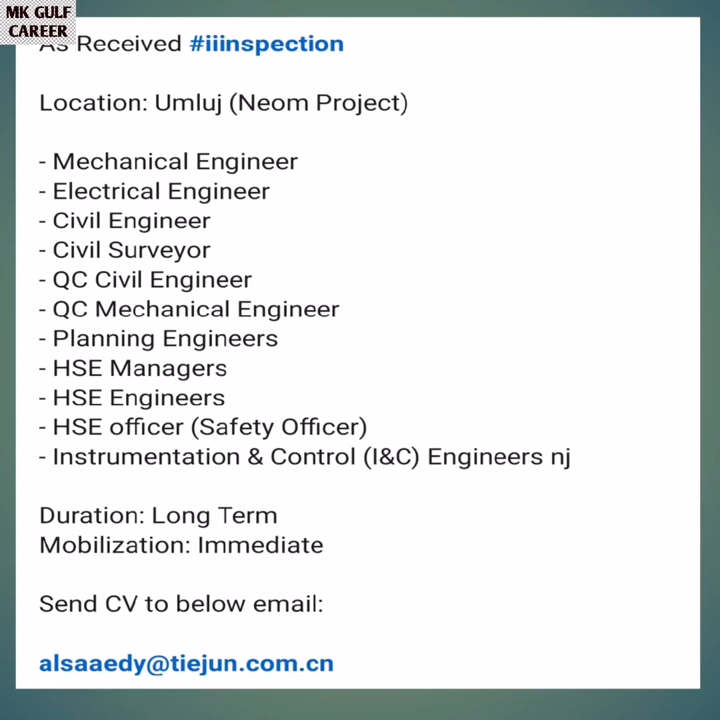 MK GULF
CAREER
As Received #iiinspection
Location: Umluj (Neom Project)
- Mechanical Engineer
- Electrical Engineer
- Civil Engineer
- Civil Surveyor
- QC Civil Engineer
- QC Mechanical Engineer
- Planning Engineers
- HSE Managers
- HSE Engineers
- HSE officer (Safety Officer)
- Instrumentation & Control (I&C) Engineers nj
Duration: Long Term
Mobilization: Immediate
Send CV to below email:
alsaaedy@tiejun.com.cn